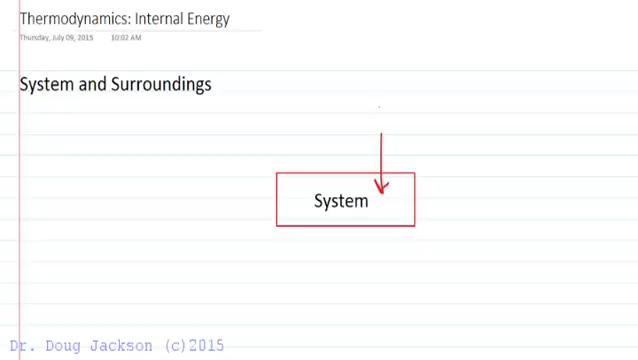 Thermodynamics: Internal Energy
Thursday, July 09, 2015 10:02 AM
System and Surroundings
System
Dr. Doug Jackson (c)2015